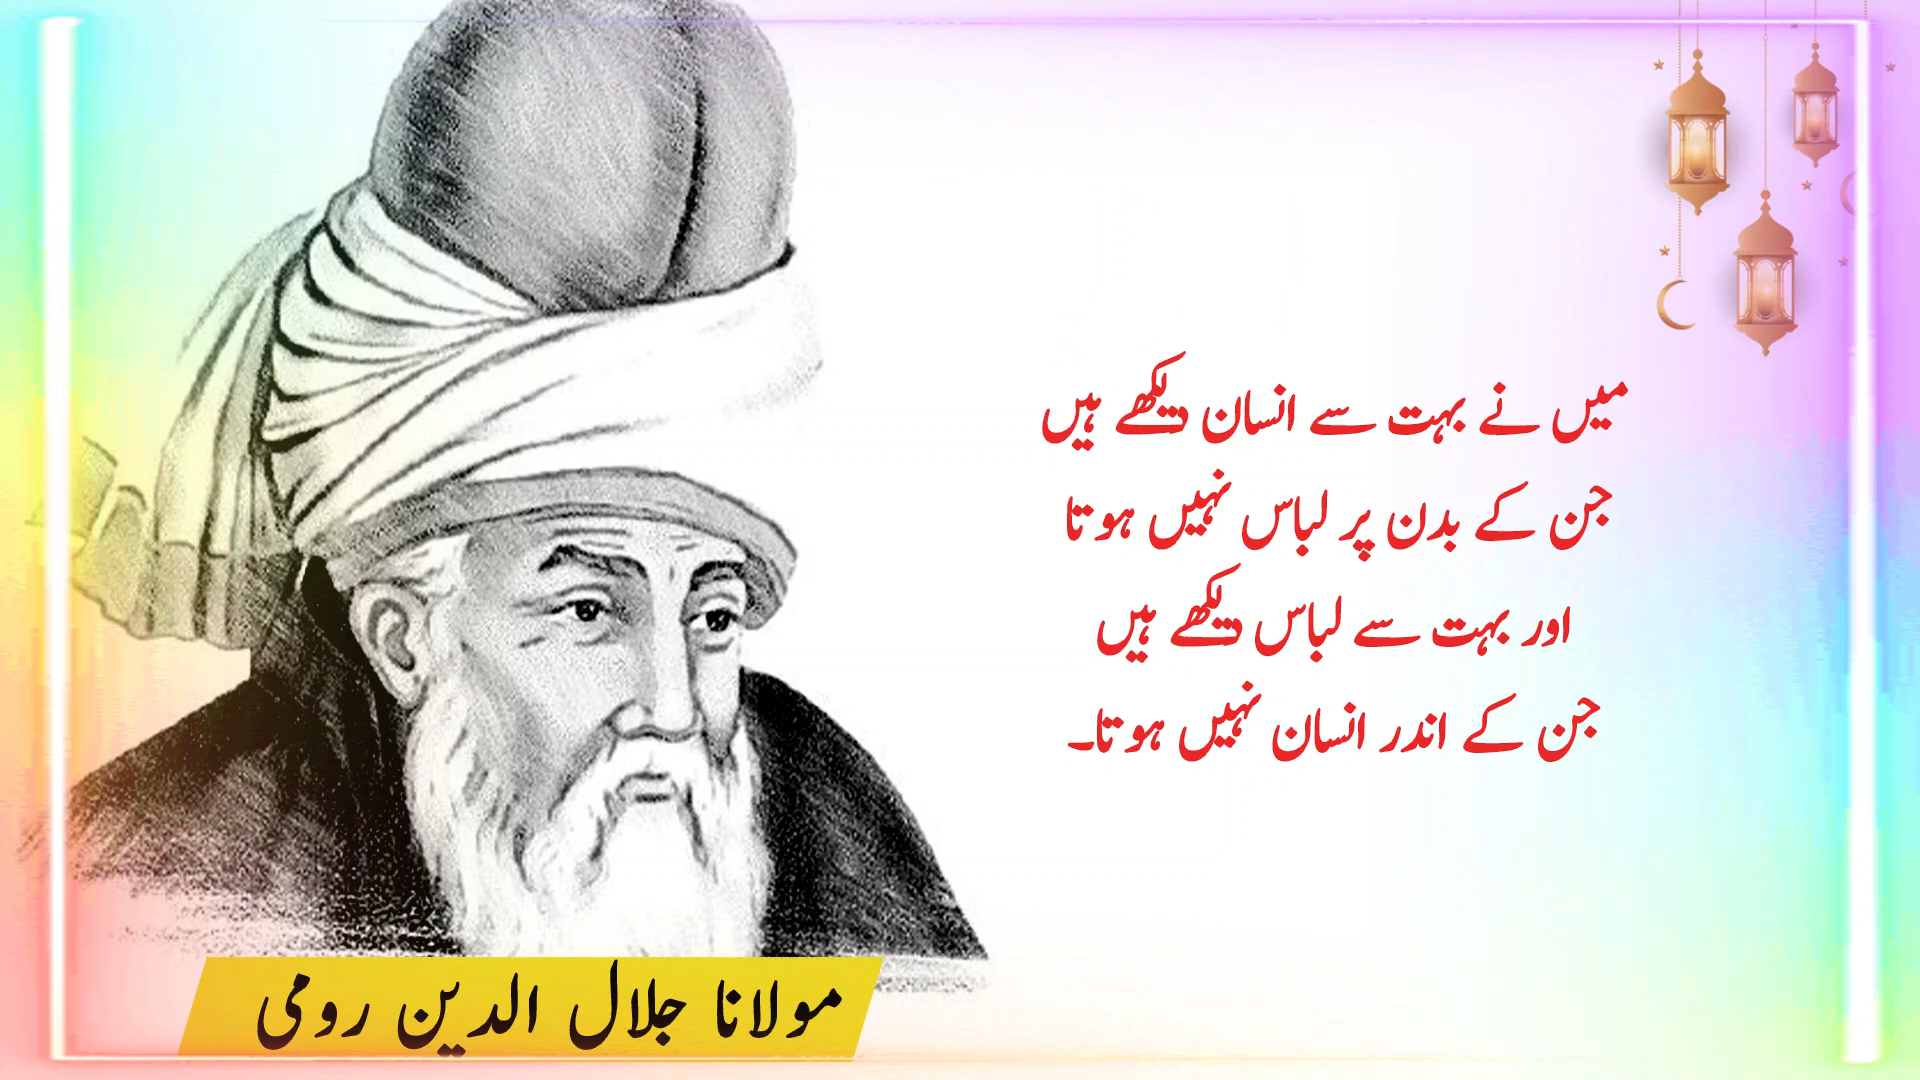 میں نے بہت سے انسان دیکھے ہیں
جن کے بدن پر لباس نہیں ہوتا
اور بہت سے لباس دیکھے ہیں
جن کے اندر انسان نہیں ہوتا۔
مولانا جلال الدین رومی